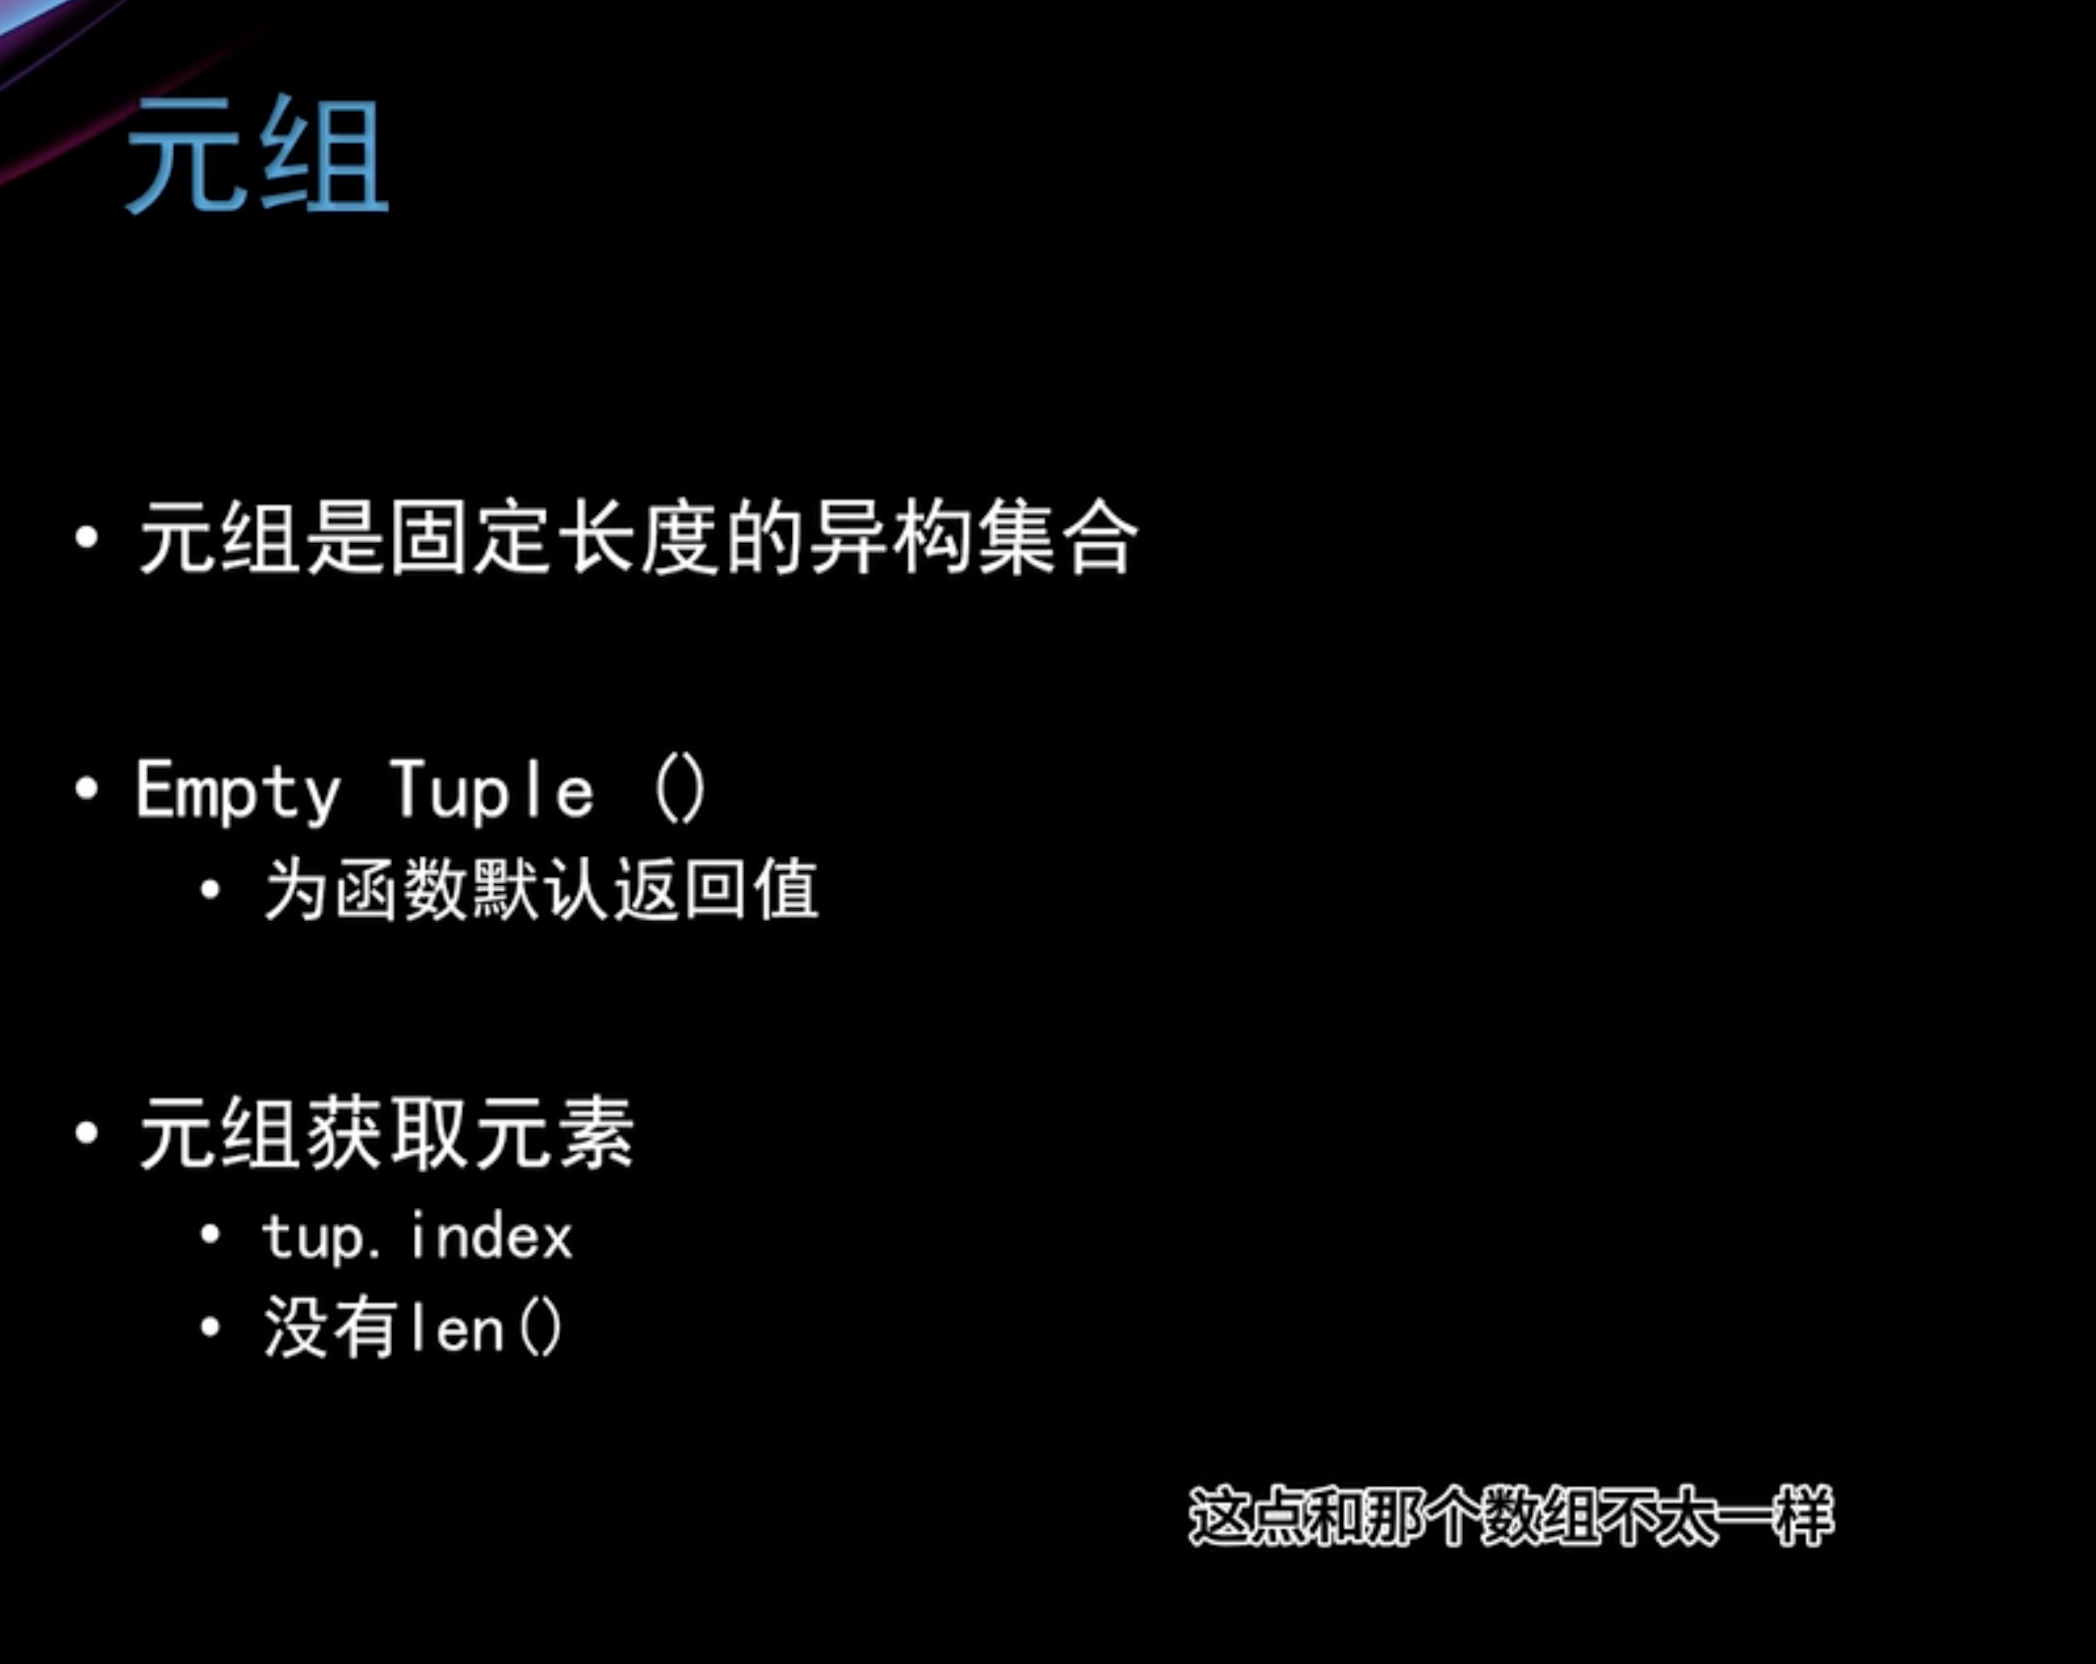 元组
• 元组是固定长度的异构集合
• Empty Tuple ()
• 为函数默认返回值
• 元组获取元素
• tup.index
• 没有len()
这点和那个数组不太一样